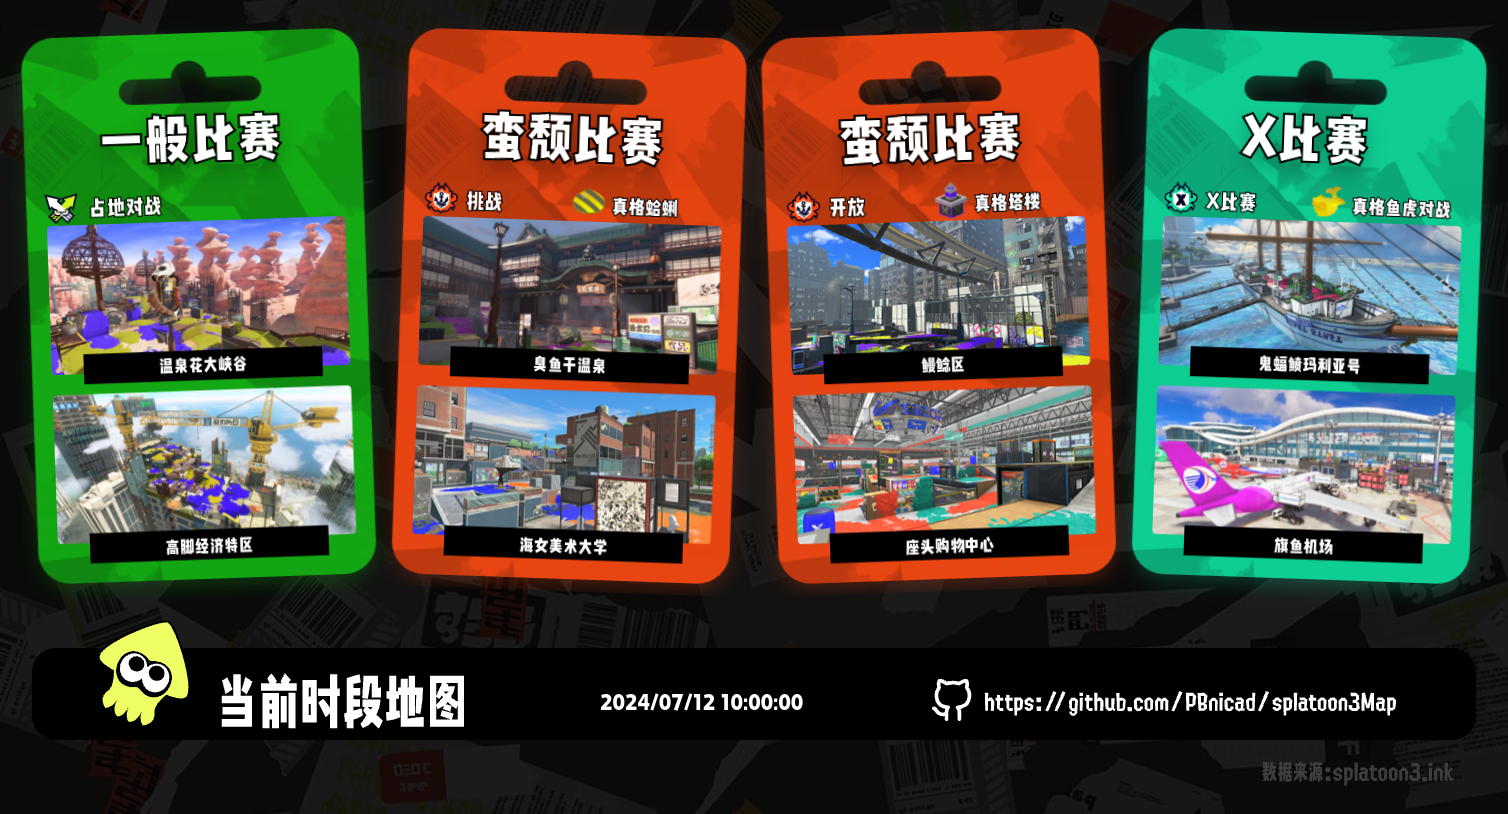 一般比赛
占地对战
温泉花大峡谷
高脚经济特区
蛮颓比赛
挑战
真格蛤蜊
臭鱼干温泉
海女美术大学
蛮颓比赛
开放
真格塔楼
鳗鲶区
座头购物中心
X比赛
X比赛
真格鱼虎对战
鬼蝠鲼玛利亚号
旗鱼机场
当前时段地图
2024/07/12 10:00:00
https://github.com/PBnicad/splatoon3Map
数据来源:splatoon3.ink